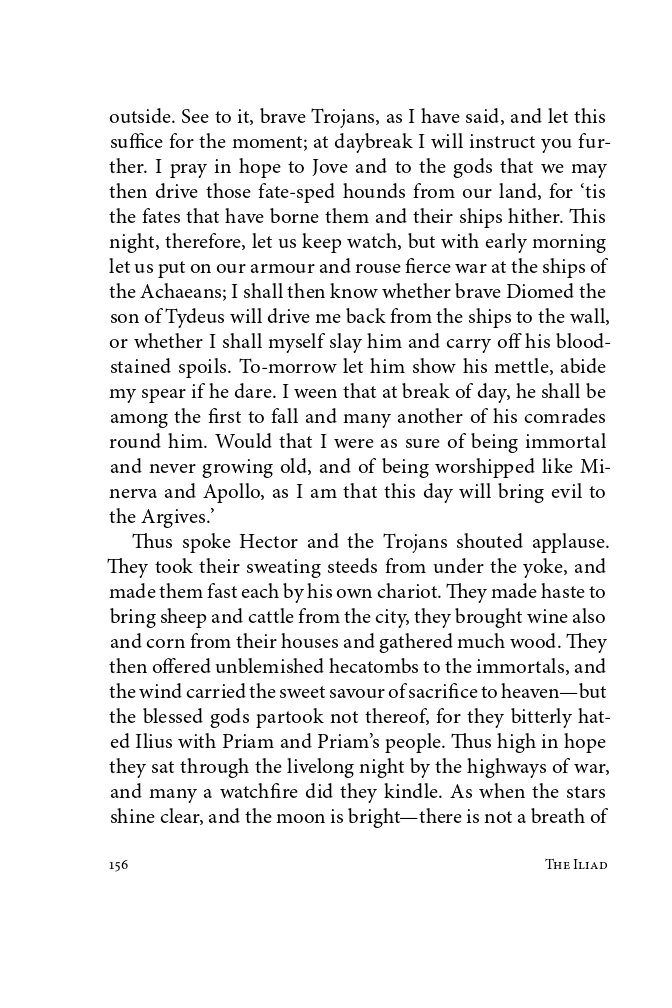 outside. See to it, brave Trojans, as I have said, and let this
suffice for the moment; at daybreak I will instruct you fur-
ther. I pray in hope to Jove and to the gods that we may
then drive those fate-sped hounds from our land, for ‘tis
the fates that have borne them and their ships hither. This
night, therefore, let us keep watch, but with early morning
let us put on our armour and rouse fierce war at the ships of
the Achaeans; I shall then know whether brave Diomed the
son of Tydeus will drive me back from the ships to the wall,
or whether I shall myself slay him and carry off his blood-
stained spoils. To-morrow let him show his mettle, abide
my spear if he dare. I ween that at break of day, he shall be
among the first to fall and many another of his comrades
round him. Would that I were as sure of being immortal
and never growing old, and of being worshipped like Mi-
nerva and Apollo, as I am that this day will bring evil to
the Argives.’
Thus spoke Hector and the Trojans shouted applause.
They took their sweating steeds from under the yoke, and
made them fast each by his own chariot. They made haste to
bring sheep and cattle from the city, they brought wine also
and corn from their houses and gathered much wood. They
then offered unblemished hecatombs to the immortals, and
the wind carried the sweet savour of sacrifice to heaven—but
the blessed gods partook not thereof, for they bitterly hat-
ed Ilius with Priam and Priam’s people. Thus high in hope
they sat through the livelong night by the highways of war,
and many a watchfire did they kindle. As when the stars
shine clear, and the moon is bright—there is not a breath of
156 The Iliad